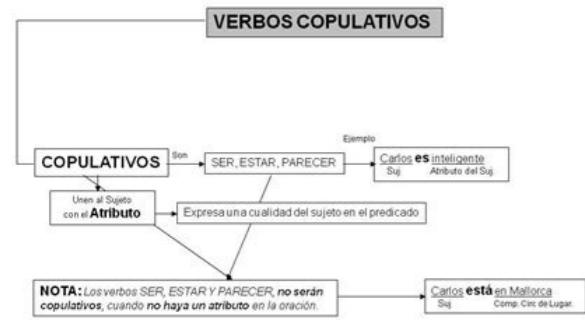 VERBOS COPULATIVOS
Ejemplo
COPULATIVOS
Son
SER, ESTAR, PARECER
Carlos es inteligente
Suj Atributo del Suj.
Unen al Sujeto
con el Atributo
Expresa una cualidad del sujeto en el predicado
NOTA: Los verbos SER, ESTAR Y PARECER, no serán
copulativos, cuando no haya un atributo en la oración.
Carlos está en Mallorca
Suj Comp. Circ de Lugar.